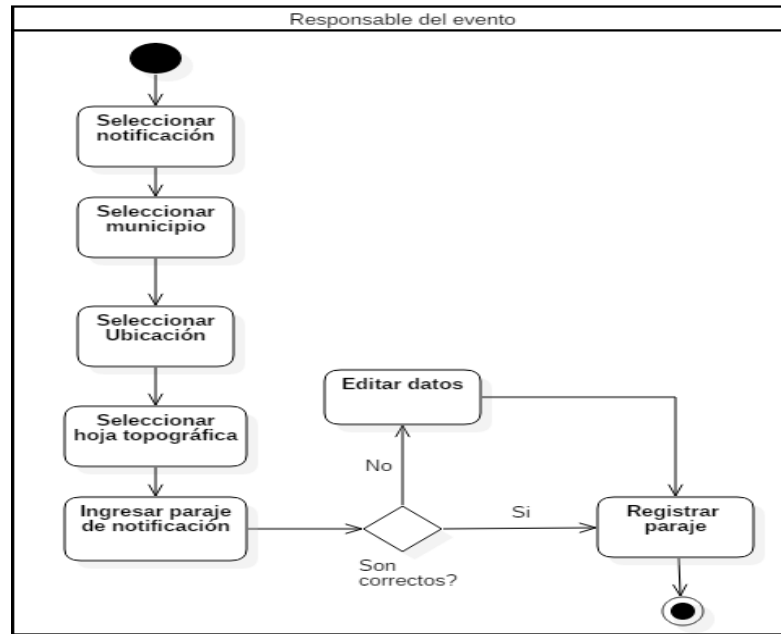 Responsable del evento
Seleccionar
notificación
Seleccionar
municipio
Seleccionar
Ubicación
Seleccionar
hoja topográfica
Ingresar paraje
de notificación
Editar datos
No
Son
correctos?
Si
Registrar
paraje